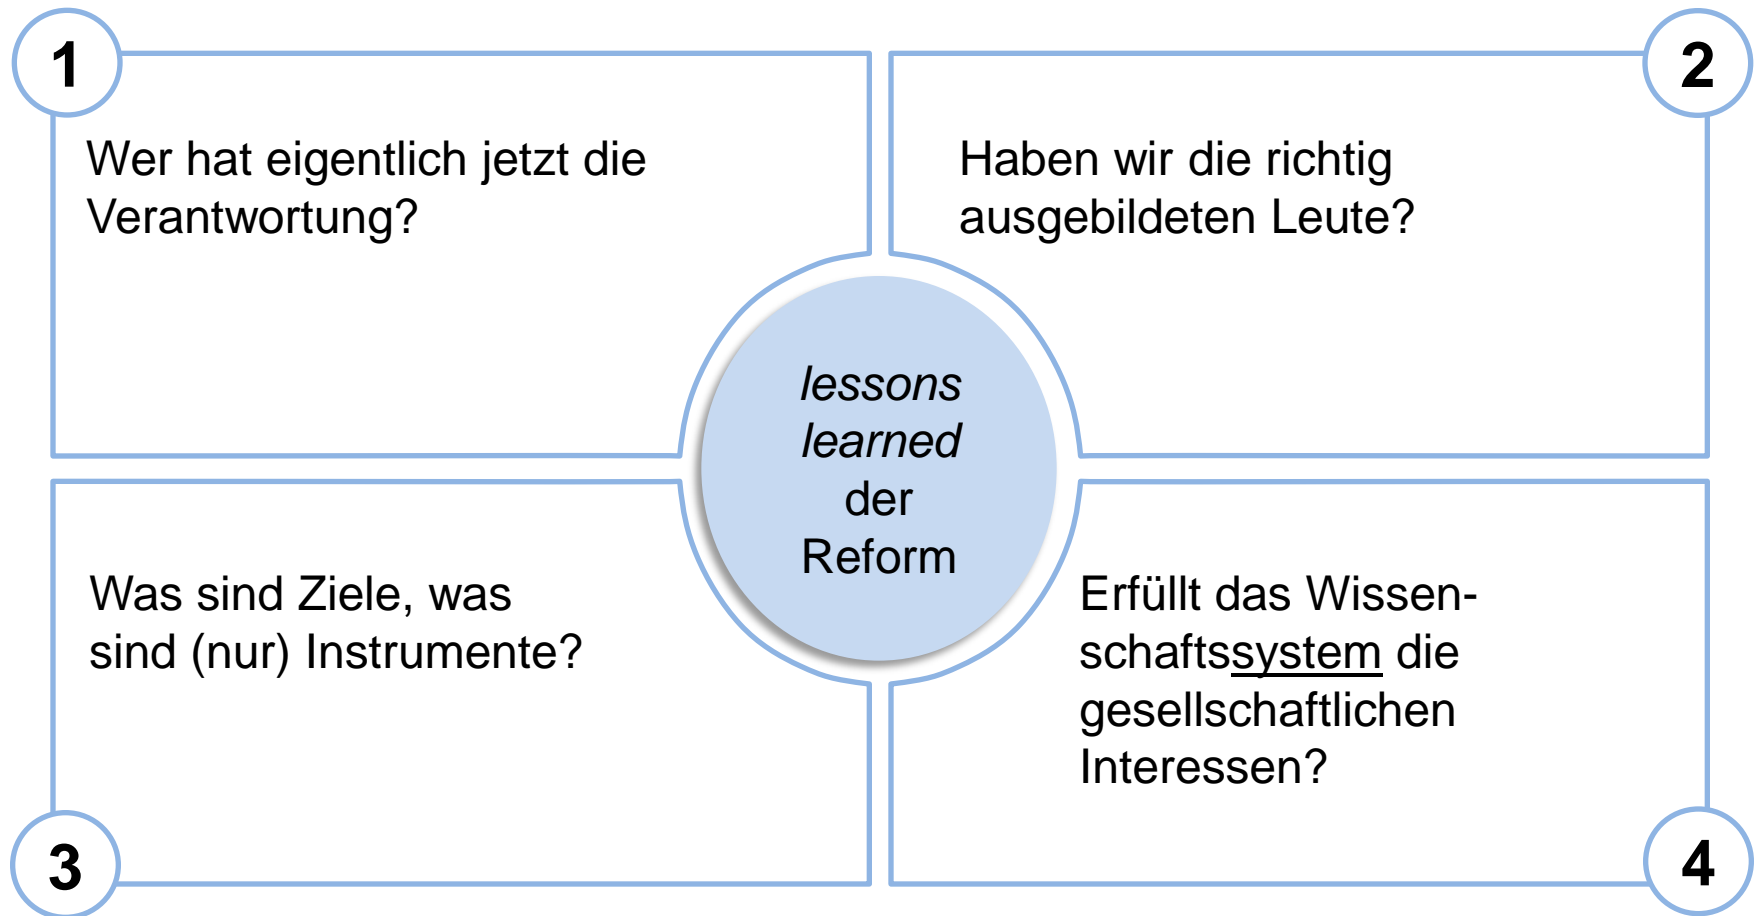 1
Wer hat eigentlich jetzt die
Verantwortung?
2
Haben wir die richtig
ausgebildeten Leute?
lessons
learned
der
Reform
3
Was sind Ziele, was
sind (nur) Instrumente?
4
Erfüllt das Wissen-
schaftssystem die
gesellschaftlichen
Interessen?